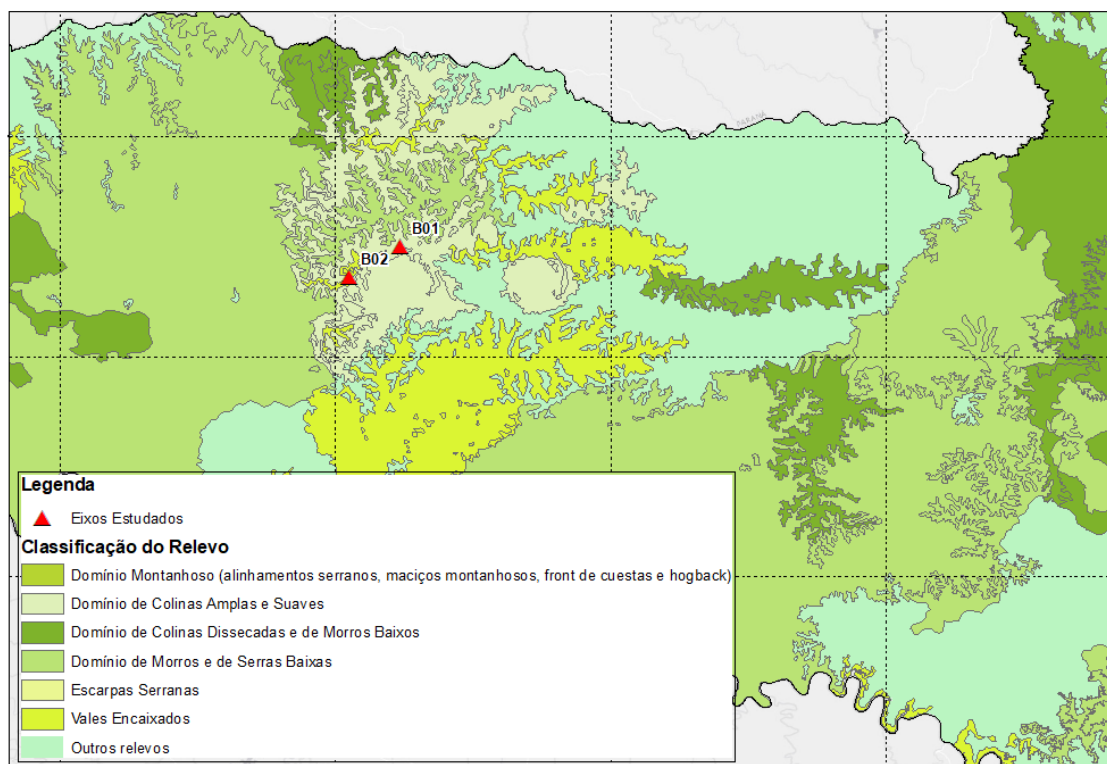 PARANÁ
B01
B02
Legenda
Eixos Estudados
Classificação do Relevo
Domínio Montanhoso (alinhamentos serranos, maciços montanhosos, front de cuestas e hogback)
Domínio de Colinas Amplas e Suaves
Domínio de Colinas Dissecadas e de Morros Baixos
Domínio de Morros e de Serras Baixas
Escarpas Serranas
Vales Encaixados
Outros relevos